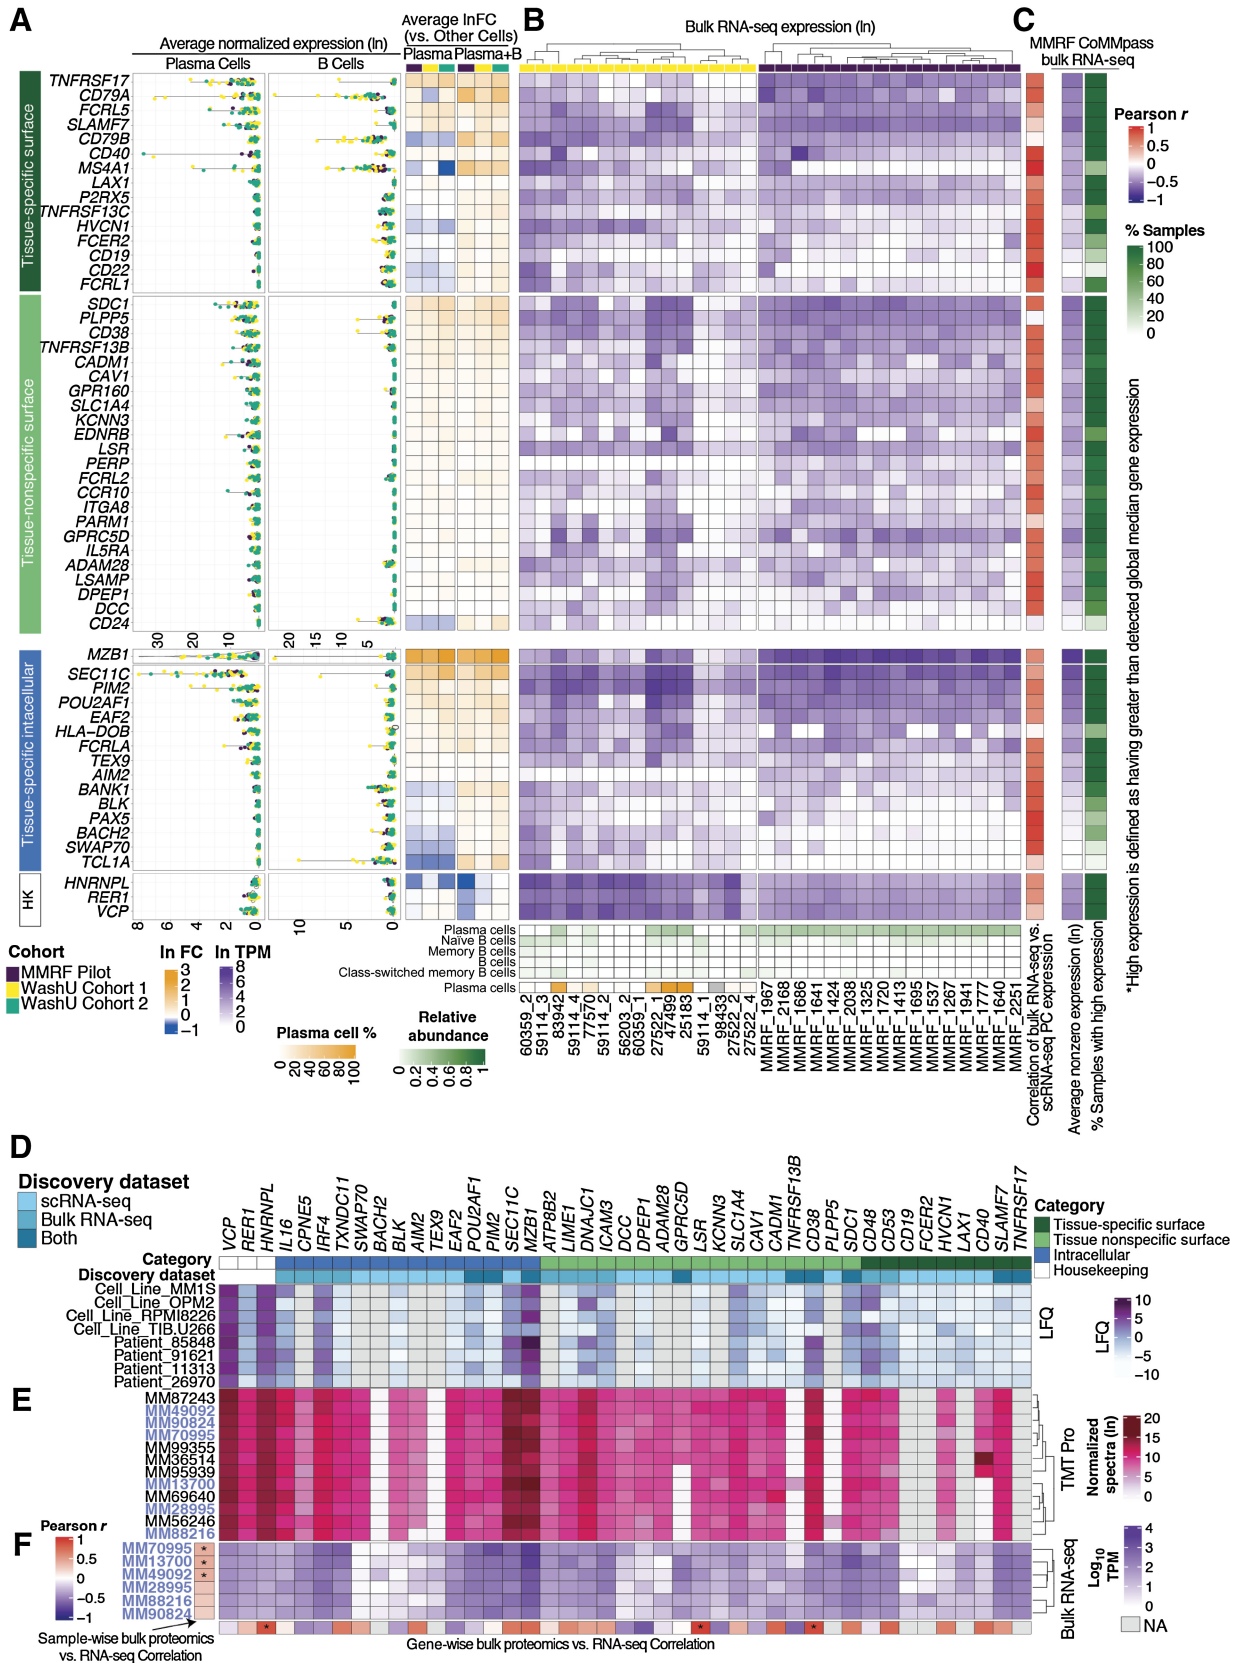 A
B
C
Average normalized expression (ln)
Plasma Cells
B Cells
Average lnFC
(vs. Other Cells)
Plasma
Plasma+B
Bulk RNA-seq expression (ln)
MMRF CoMMpass
bulk RNA-seq
Tissue-specific surface
TNFRSF17
CD79A
FCRL5
SLAMF7
CD79B
CD40
MS4A1
LAX1
P2RX5
TNFRSF13C
HVCN1
FCER2
CD19
CD22
FCRL1
Tissue-nonspecific surface
SDC1
PLPP5
CD38
TNFRSF13B
CADM1
CAV1
GPR160
SLC1A4
KCNN3
EDNRB
LSR
PERP
FCRL2
CCR10
ITGA8
PARM1
GPRC5D
IL5RA
ADAM28
LSAMP
DPEP1
DCC
CD24
30
20
10
0
20
15
10
5
0
Tissue-specific intacellular
MZB1
SEC11C
PIM2
POU2AF1
EAF2
HLA-DOB
FCRLA
TEX9
AIM2
BANK1
BLK
PAX5
BACH2
SWAP70
TCL1A
HK
HNRNPL
RER1
VCP
8
6
4
2
0
10
5
0
Pearson r
1
0.5
0
−0.5
−1
% Samples
100
80
60
40
20
0
*High expression is defined as having greater than detected global median gene expression
Plasma cells
Naïve B cells
Memory B cells
B cells
Class-switched memory B cells
Plasma cells
60359_2
59114_3
83942
59114_4
77570
59114_2
56203_2
60359_1
27522_1
47499
25183
59114_1
98433
27522_2
27522_4
MMRF_1967
MMRF_2168
MMRF_1686
MMRF_1641
MMRF_1424
MMRF_2038
MMRF_1325
MMRF_1720
MMRF_1413
MMRF_1695
MMRF_1537
MMRF_1267
MMRF_1941
MMRF_1777
MMRF_1640
MMRF_2251
Correlation of bulk RNA-seq vs.
scRNA-seq PC expression
Average nonzero expression (ln)
% Samples with high expression
Cohort
MMRF Pilot
WashU Cohort 1
WashU Cohort 2
ln FC
3
2
1
0
−1
ln TPM
8
6
4
2
0
Plasma cell %
0
20
40
60
80
100
Relative
abundance
0
0.2
0.4
0.6
0.8
1
D
Discovery dataset
scRNA-seq
Bulk RNA-seq
Both
VCP
RER1
HNRNPL
IL16
CPNE5
IRF4
TXNDC11
SWAP70
BACH2
BLK
AIM2
TEX9
EAF2
POU2AF1
PIM2
SEC11C
MZB1
ATP8B2
LIME1
DNAJC1
ICAM3
DCC
DPEP1
ADAM28
GPRC5D
LSR
KCNN3
SLC1A4
CAV1
CADM1
TNFRSF13B
CD38
PLPP5
SDC1
CD48
CD53
CD19
FCER2
HVCN1
LAX1
CD40
SLAMF7
TNFRSF17
Category
Discovery dataset
Category
Tissue-specific surface
Tissue nonspecific surface
Intracellular
Housekeeping
Cell_Line_MM1S
Cell_Line_OPM2
Cell_Line_RPMI8226
Cell_Line_TIB.U266
Patient_85848
Patient_91621
Patient_11313
Patient_26970
LFQ
LFQ
10
5
0
−5
−10
E
MM87243
MM49092
MM90824
MM70995
MM99355
MM36514
MM95939
MM13700
MM69640
MM28995
MM56246
MM88216
TMT Pro
Normalized
spectra (ln)
20
15
10
5
0
F
Pearson r
1
0.5
0
−0.5
−1
MM70995 *
MM13700 *
MM49092 *
MM28995
MM88216
MM90824
Bulk RNA-seq
Log10
TPM
4
3
2
1
0
NA
* * *
Sample-wise bulk proteomics
vs. RNA-seq Correlation
Gene-wise bulk proteomics vs. RNA-seq Correlation